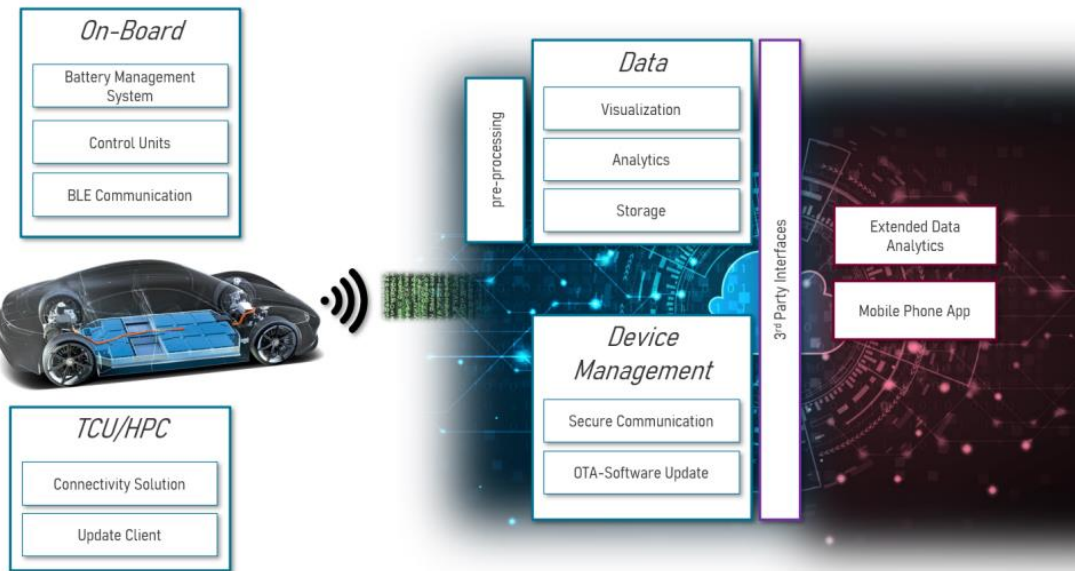 On-Board
Battery Management
System
Control Units
BLE Communication
TCU/HPC
Connectivity Solution
Update Client
pre-processing
Data
Visualization
Analytics
Storage
Device
Management
Secure Communication
OTA-Software Update
3rd Party Interfaces
Extended Data
Analytics
Mobile Phone App